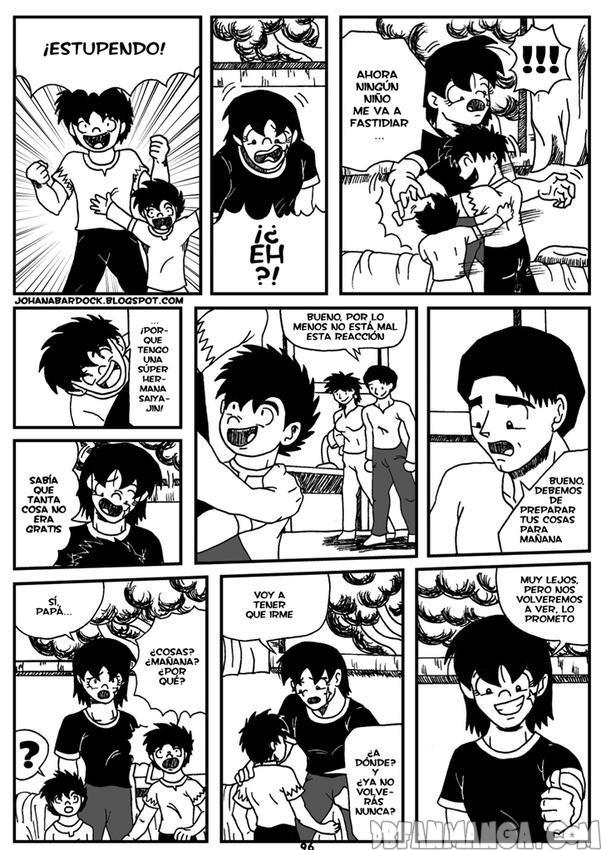 ¡ESTUPENDO!
¡¿
EH
?!
AHORA
NINGÚN
NIÑO
ME VA A
FASTIDIAR
...
!!!
JOHANABARDOCK.BLOGSPOT.COM
...
¡POR-
QUE
TENGO
UNA
SÚPER
HER-
MANA
SAIYA-
JIN!
BUENO, POR LO
MENOS NO ESTÁ MAL
ESTA REACCIÓN
BUENO,
DEBEMOS
DE
PREPARAR
TUS COSAS
PARA
MAÑANA
SABÍA
QUE
TANTA
COSA NO
ERA
GRATIS
SÍ,
PAPÁ...
¿COSAS?
¿MAÑANA?
¿POR
QUÉ?
?
VOY A
TENER
QUE IRME
¿A
DÓNDE?
Y
¿YA NO
VOLVE-
RÁS
NUNCA?
MUY LEJOS,
PERO NOS
VOLVEREMOS
A VER, LO
PROMETO
96
DBFANMANGA.COM